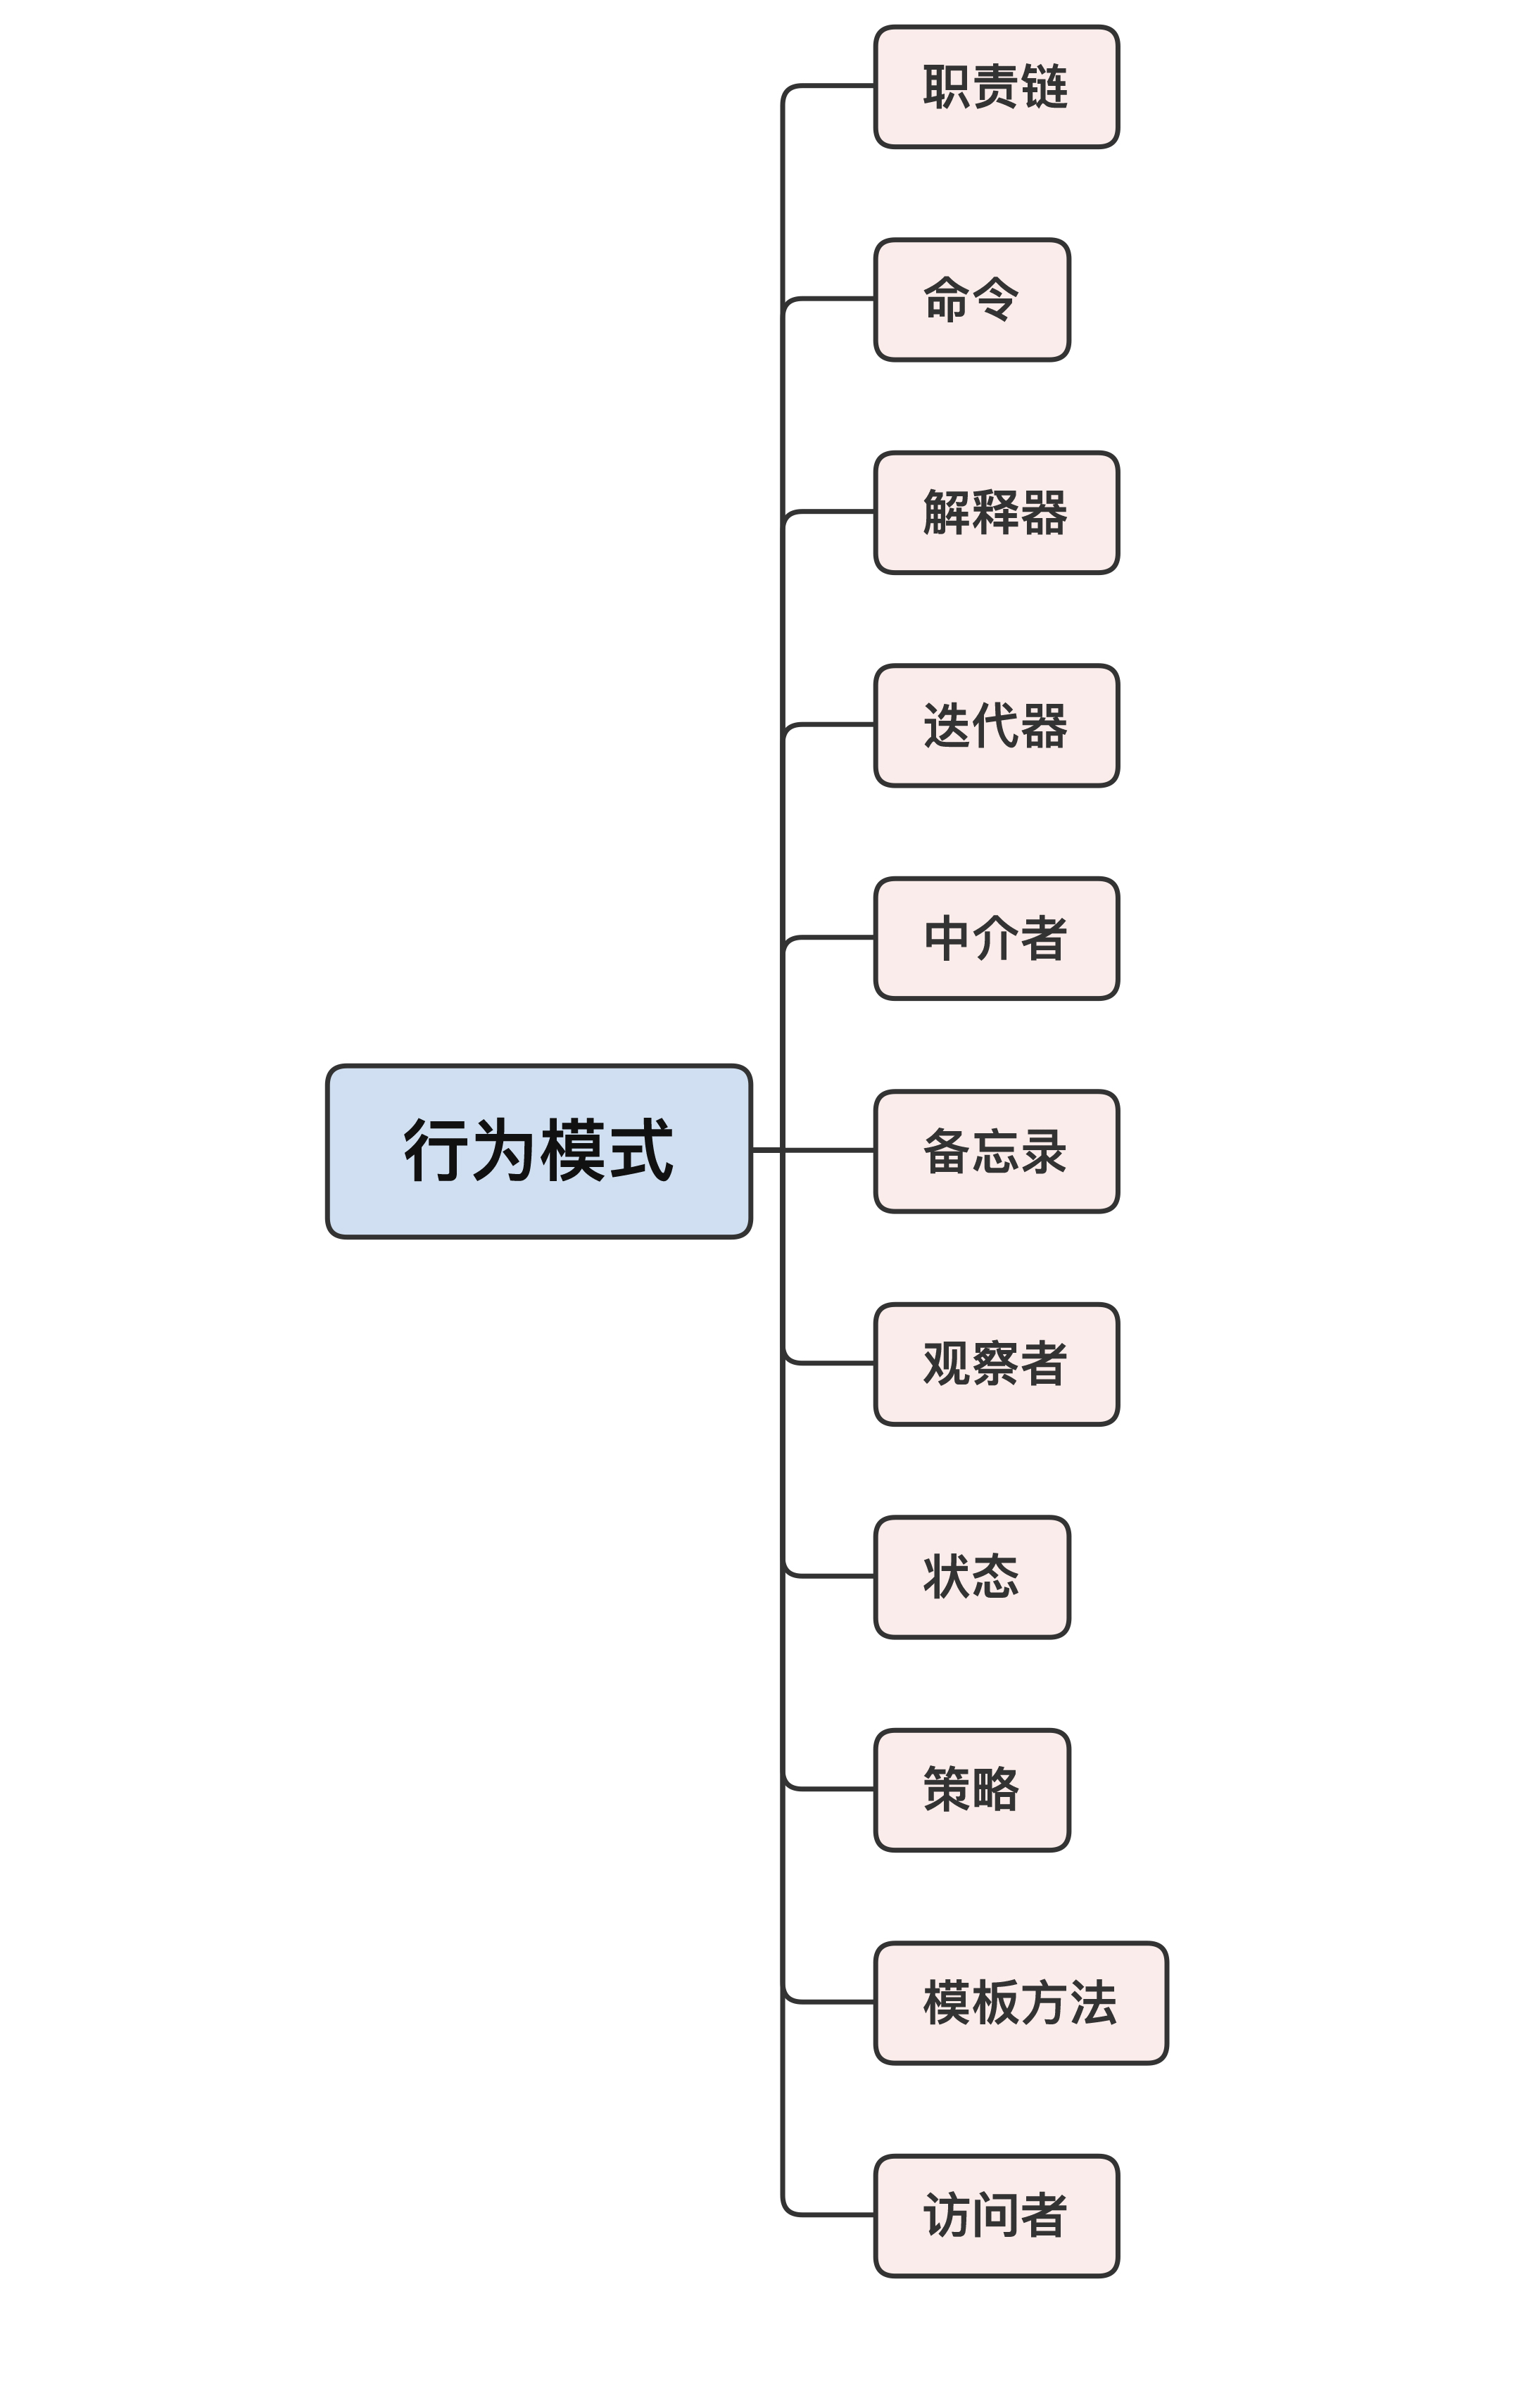 职责链
命令
解释器
迭代器
中介者
行为模式
备忘录
观察者
状态
策略
模板方法
访问者